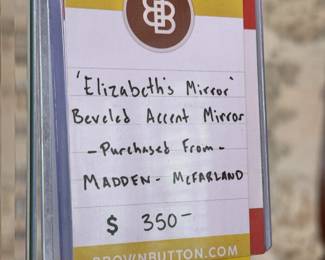 'Elizabeth's Mirror'
Beveled Accent Mirror
- Purchased From -
MADDEN - McFARLAND
$ 350-
BROWNBUTTON.COM